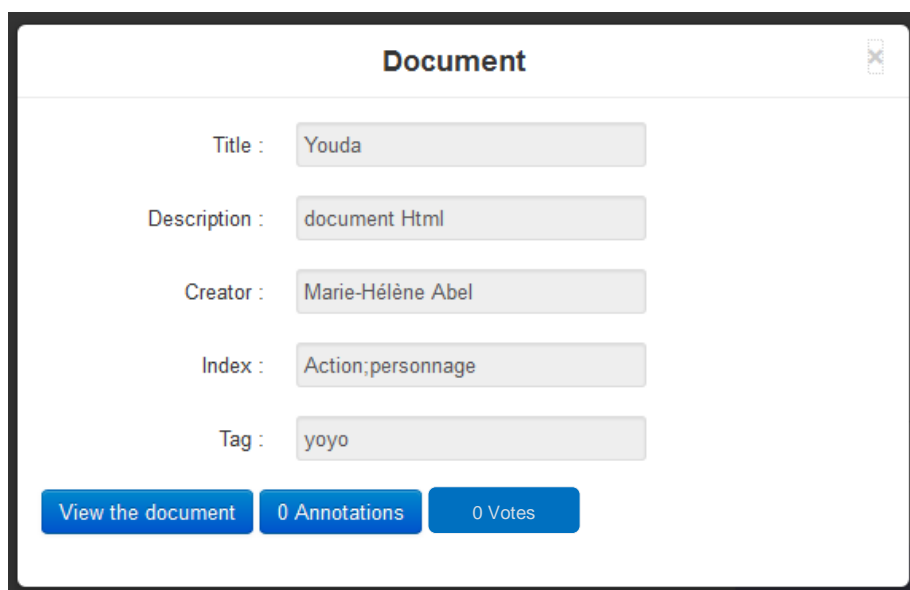 Document ×
Title : Youda
Description : document Html
Creator : Marie-Hélène Abel
Index : Action;personnage
Tag : yoyo
View the document 0 Annotations 0 Votes